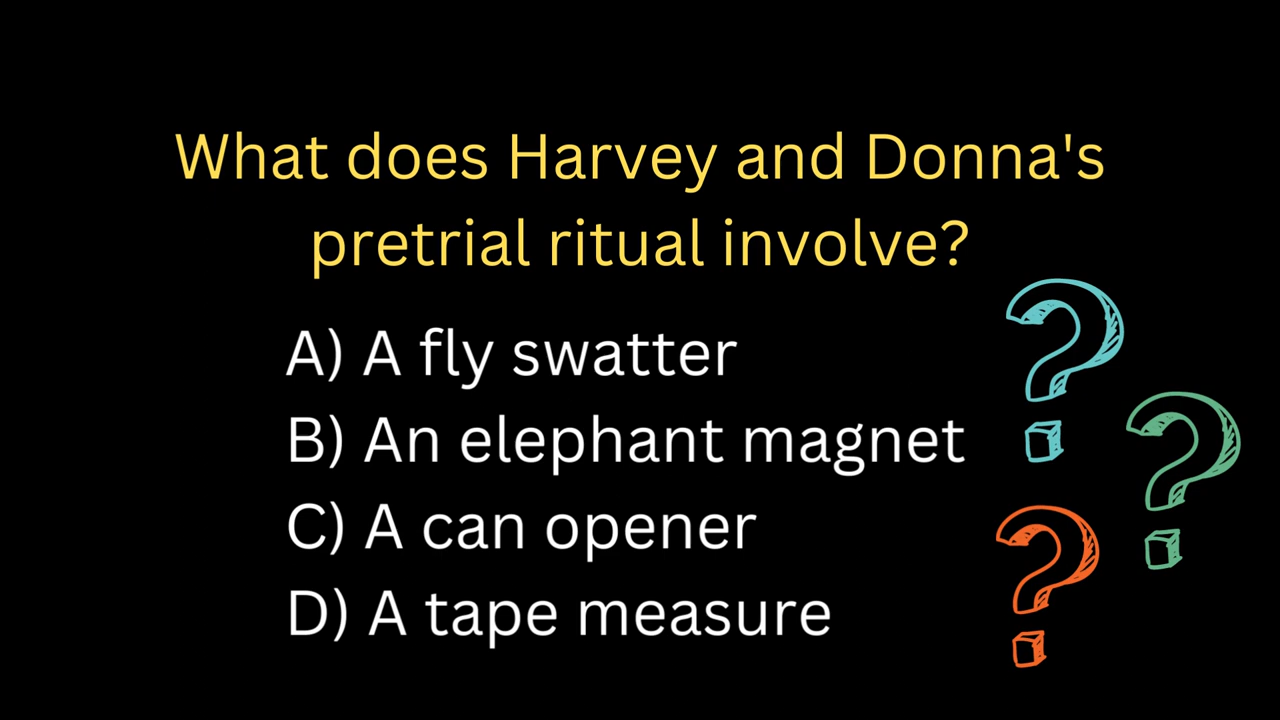 What does Harvey and Donna's
pretrial ritual involve?
A) A fly swatter
B) An elephant magnet
C) A can opener
D) A tape measure